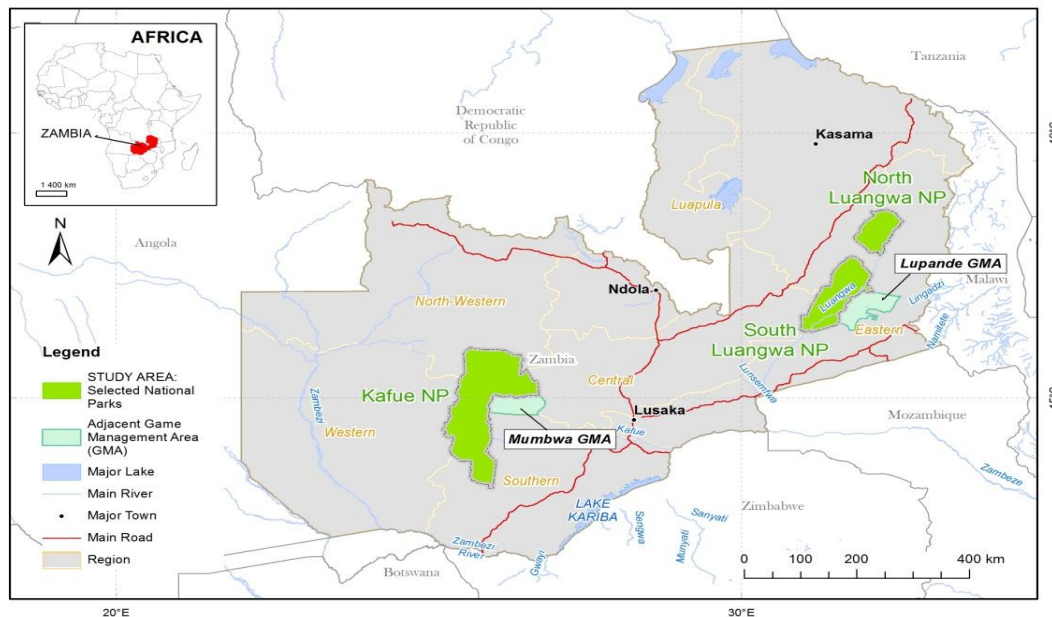 AFRICA
ZAMBIA
1 400 km
N
Tanzania
Democratic
Republic
of Congo
Kasama
North
Luangwa NP
Luapula
Angola
Lupande GMA
Malawi
Ndola
North-Western
Luangwa
Lingadzi
Eastern
Namitete
South
Luangwa NP
Legend
STUDY AREA:
Selected National
Parks
Adjacent Game
Management Area
(GMA)
Major Lake
Main River
Major Town
Main Road
Region
Zambia
Kafue NP
Central
Lunsemfwa
Zambezi
Western
Lusaka
Mozambique
Kafue
Mumbwa GMA
Southern
Zambeze
LAKE
KARIBA
Zimbabwe
Sengwa
Sanyati
Munyati
Zambezi
River
Gwayi
Botswana
0
100
200
400 km
20°E
30°E